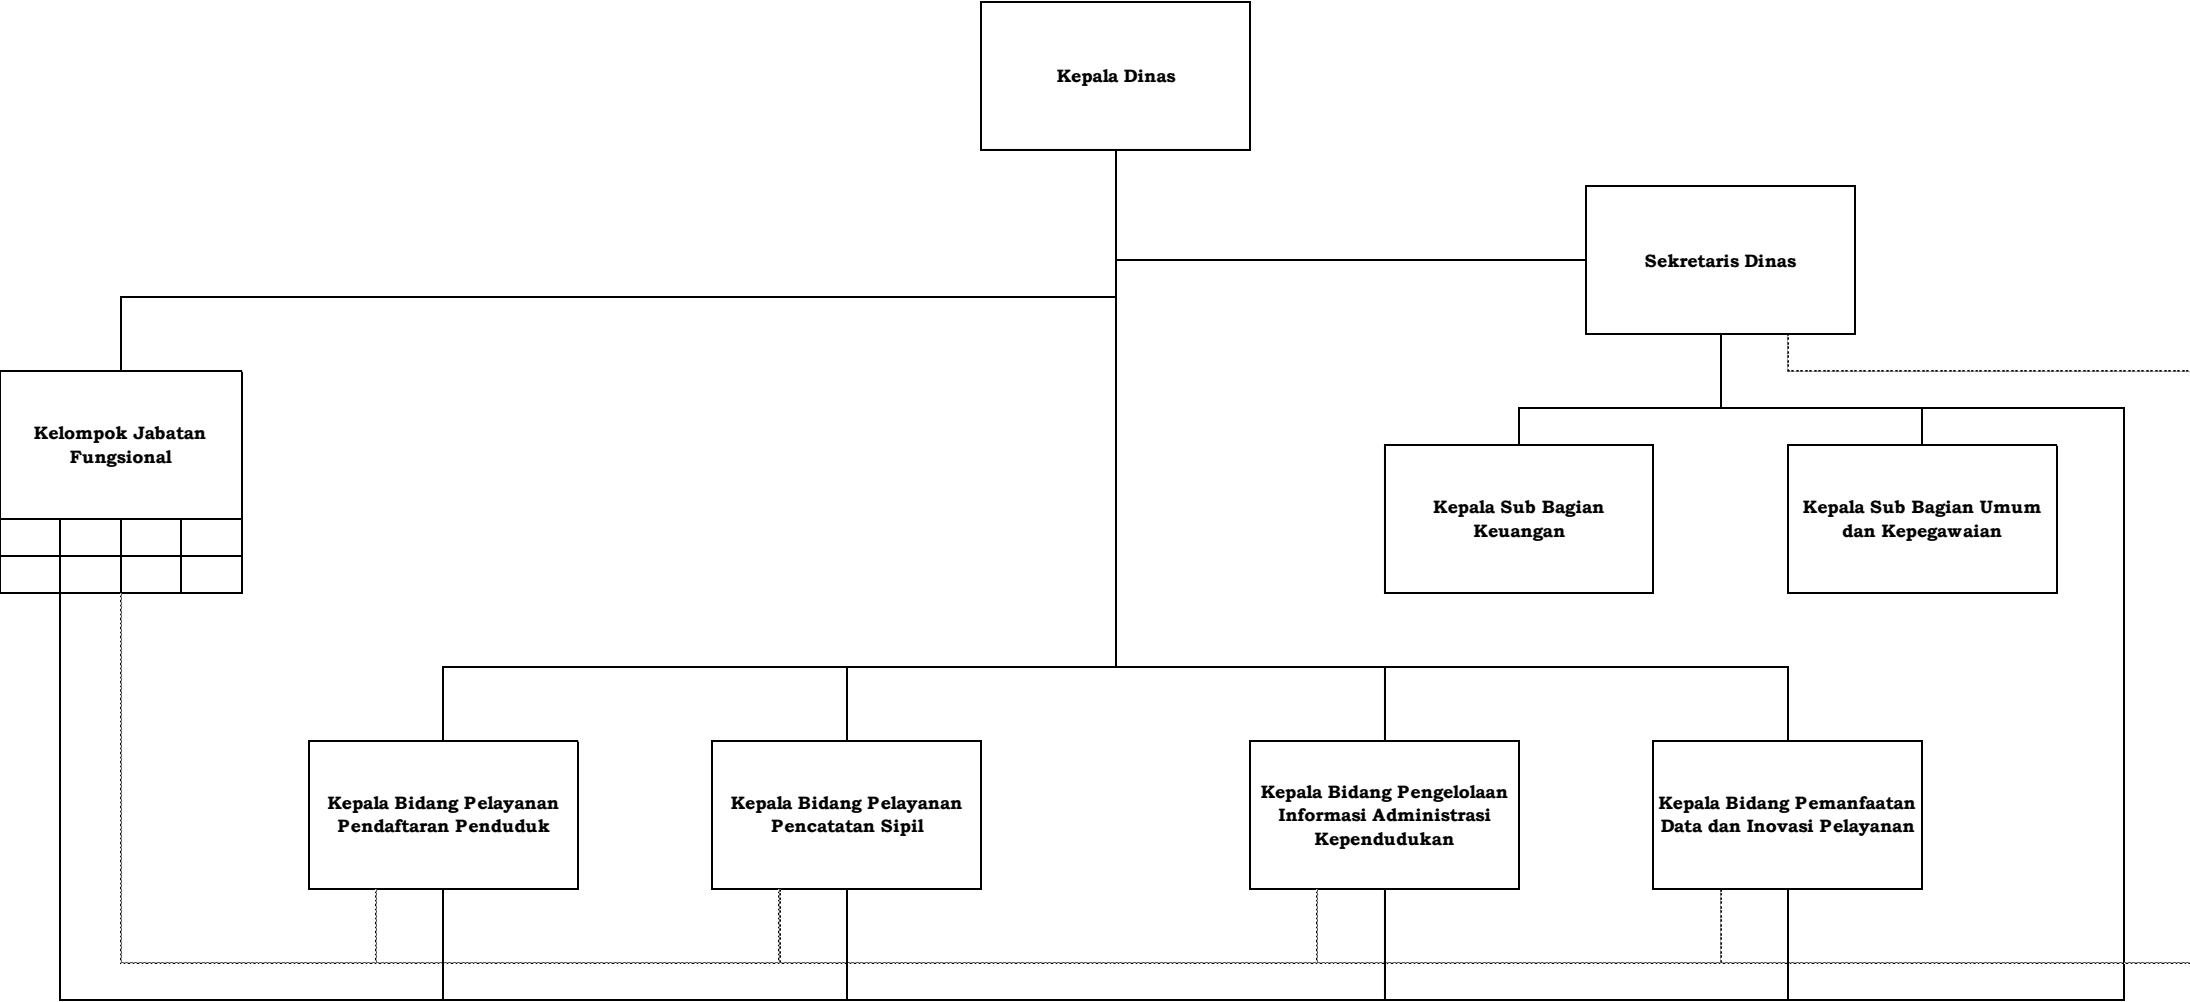 Kepala Dinas
Sekretaris Dinas
Kelompok Jabatan
Fungsional
Kepala Sub Bagian
Keuangan
Kepala Sub Bagian Umum
dan Kepegawaian
Kepala Bidang Pelayanan
Pendaftaran Penduduk
Kepala Bidang Pelayanan
Pencatatan Sipil
Kepala Bidang Pengelolaan
Informasi Administrasi
Kependudukan
Kepala Bidang Pemanfaatan
Data dan Inovasi Pelayanan